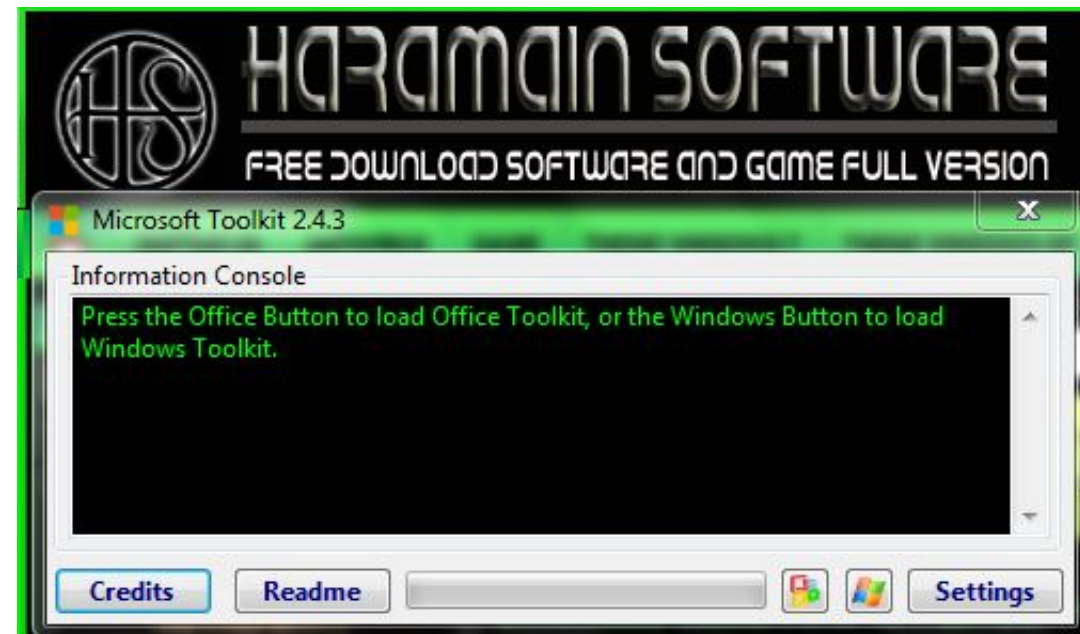 HS
HARAMAIN SOFTWARE
FREE DOWNLOAD SOFTWARE AND GAME FULL VERSION
Microsoft Toolkit 2.4.3
Information Console
Press the Office Button to load Office Toolkit, or the Windows Button to load
Windows Toolkit.
Credits Readme Settings